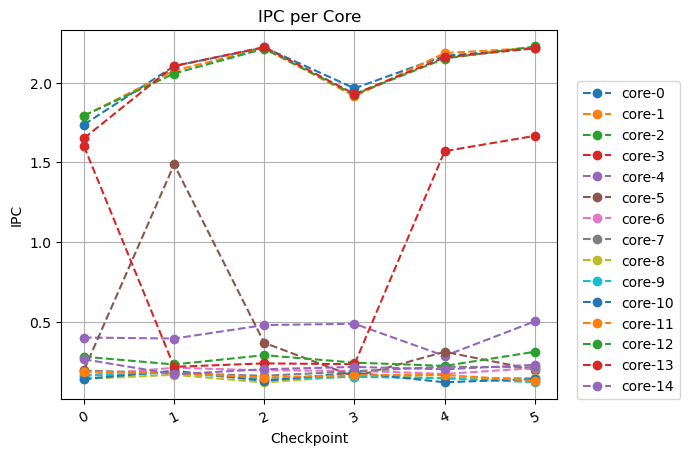 IPC per Core
IPC
2.0
1.5
1.0
0.5
0
1
2
3
4
5
Checkpoint
core-0
core-1
core-2
core-3
core-4
core-5
core-6
core-7
core-8
core-9
core-10
core-11
core-12
core-13
core-14